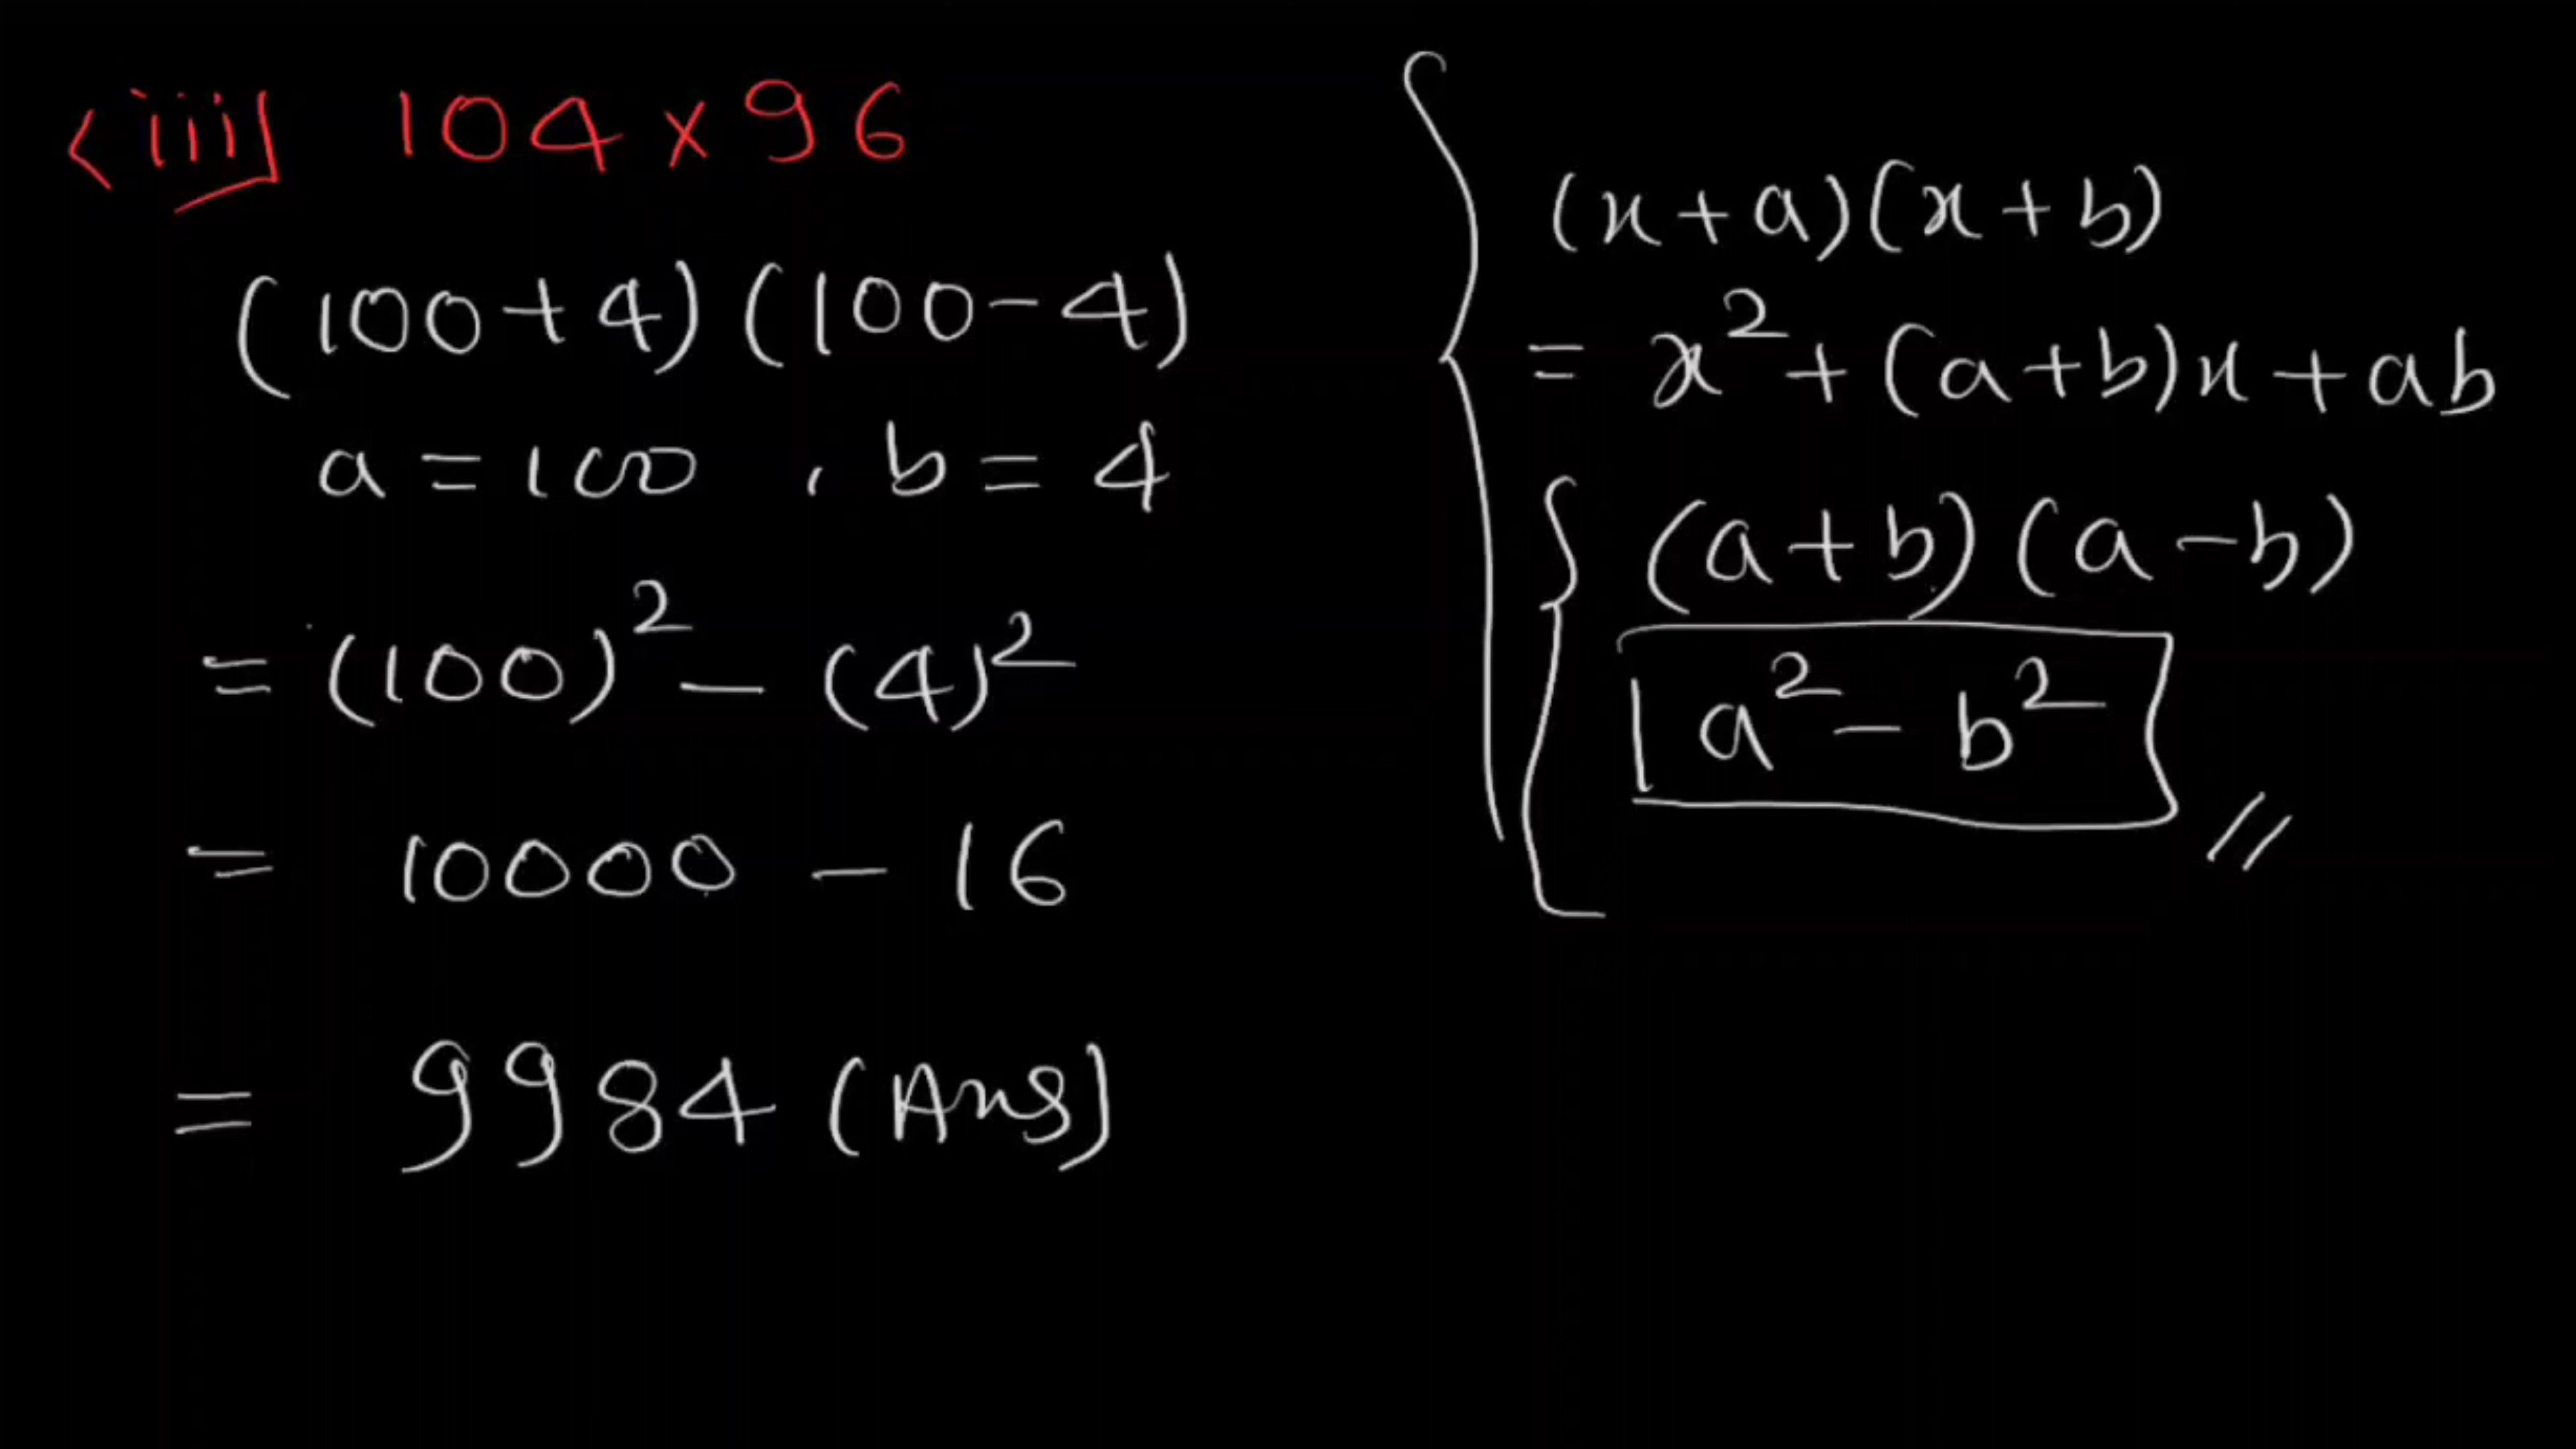 <iii] 104 × 96
(100+4) (100-4)
a = 100 , b = 4
= (100)² - (4)²
= 10000 - 16
= 9984 (Ans)
(x+a)(x+b)
= x² + (a+b)x + ab
(a+b) (a-b)
a² - b²